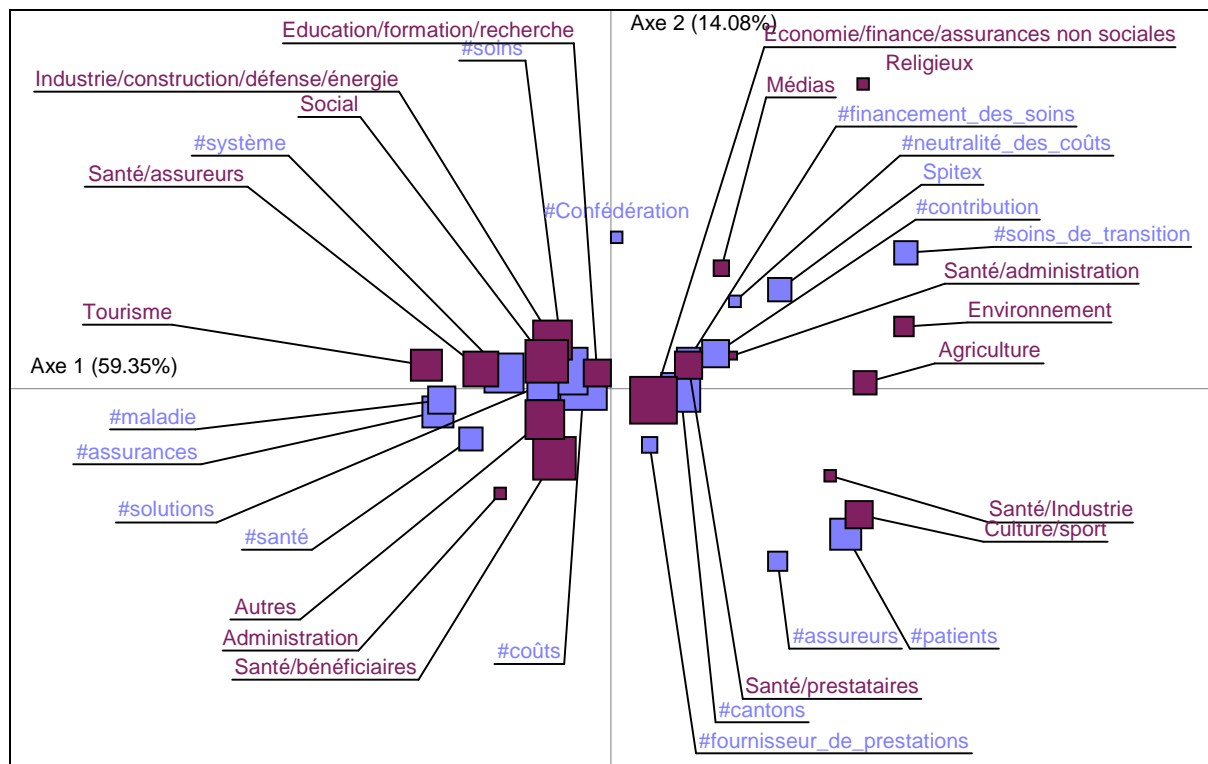 Axe 2 (14.08%)
Education/formation/recherche
Economie/finance/assurances non sociales
#soins
Religieux
Industrie/construction/défense/énergie
Médias
Social
#financement_des_soins
#système
#neutralité_des_coûts
Santé/assureurs
Spitex
#Confédération
#contribution
#soins_de_transition
Santé/administration
Tourisme
Environnement
Agriculture
Axe 1 (59.35%)
#maladie
#assurances
#solutions
Santé/Industrie
#santé
Culture/sport
Autres
Administration
#assureurs
#patients
#coûts
Santé/bénéficiaires
Santé/prestataires
#cantons
#fournisseur_de_prestations